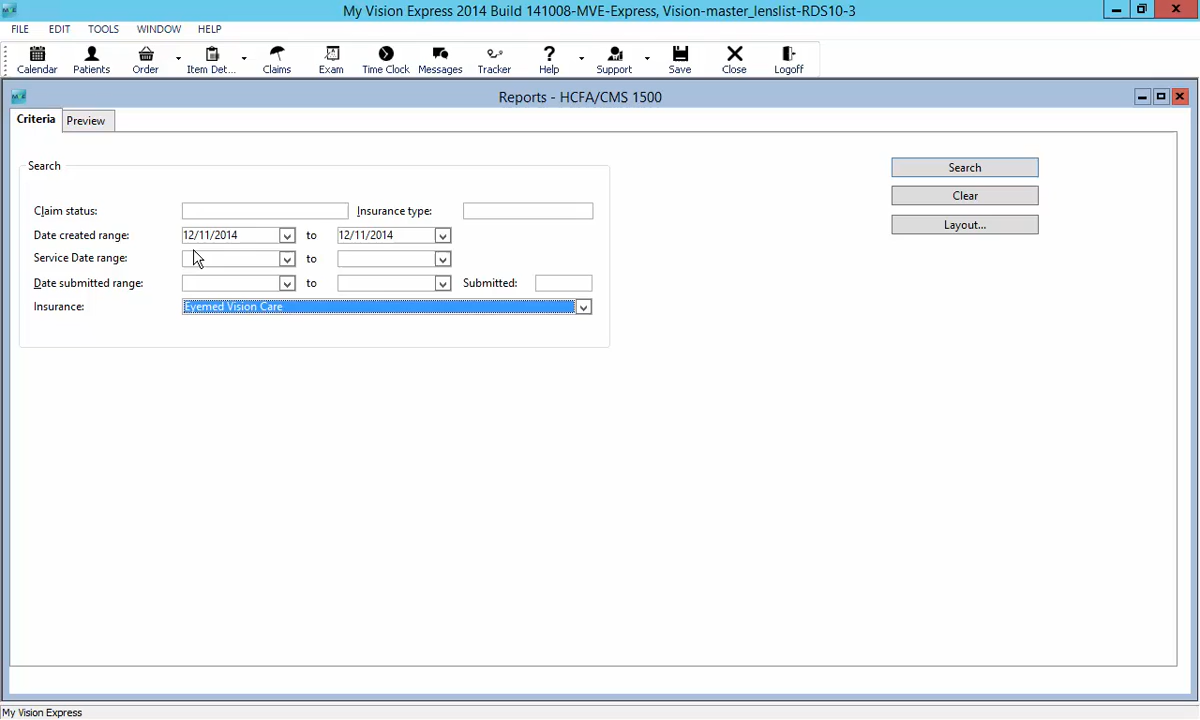 My Vision Express 2014 Build 141008-MVE-Express, Vision-master_lenslist-RDS10-3
FILE EDIT TOOLS WINDOW HELP
Calendar Patients Order Item Det... Claims Exam Time Clock Messages Tracker Help Support Save Close Logoff
Reports - HCFA/CMS 1500
Criteria Preview
Search
Search
Claim status: Insurance type:
Clear
Date created range: 12/11/2014 to 12/11/2014
Layout...
Service Date range: to
Date submitted range: to Submitted:
Insurance: Eyemed Vision Care
My Vision Express